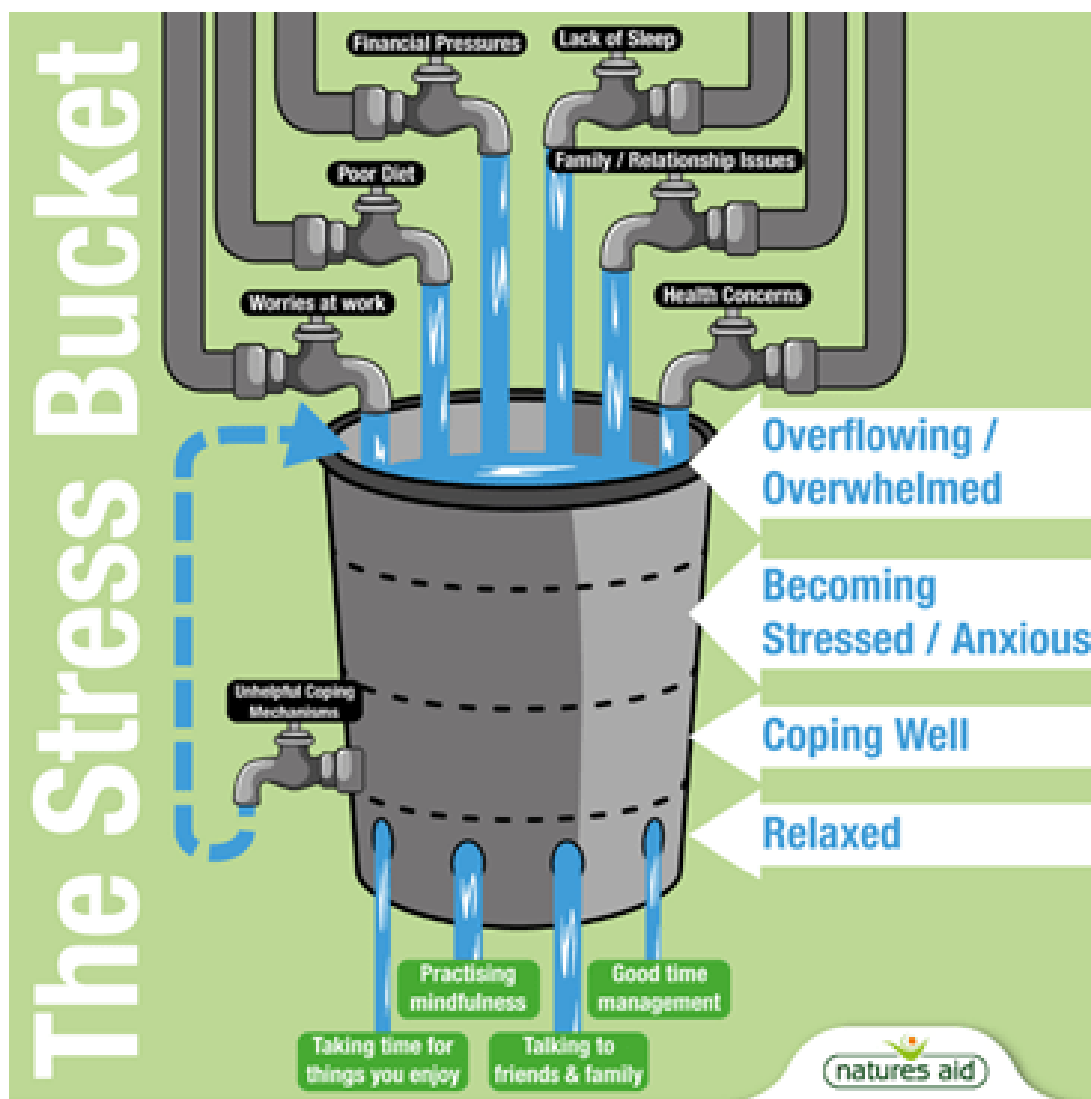 The Stress Bucket
Financial Pressures
Lack of Sleep
Poor Diet
Family / Relationship Issues
Worries at work
Health Concerns
Overflowing /
Overwhelmed
Becoming
Stressed / Anxious
Unhelpful Coping
Mechanisms
Coping Well
Relaxed
Practising
mindfulness
Good time
management
Taking time for
things you enjoy
Talking to
friends & family
natures aid